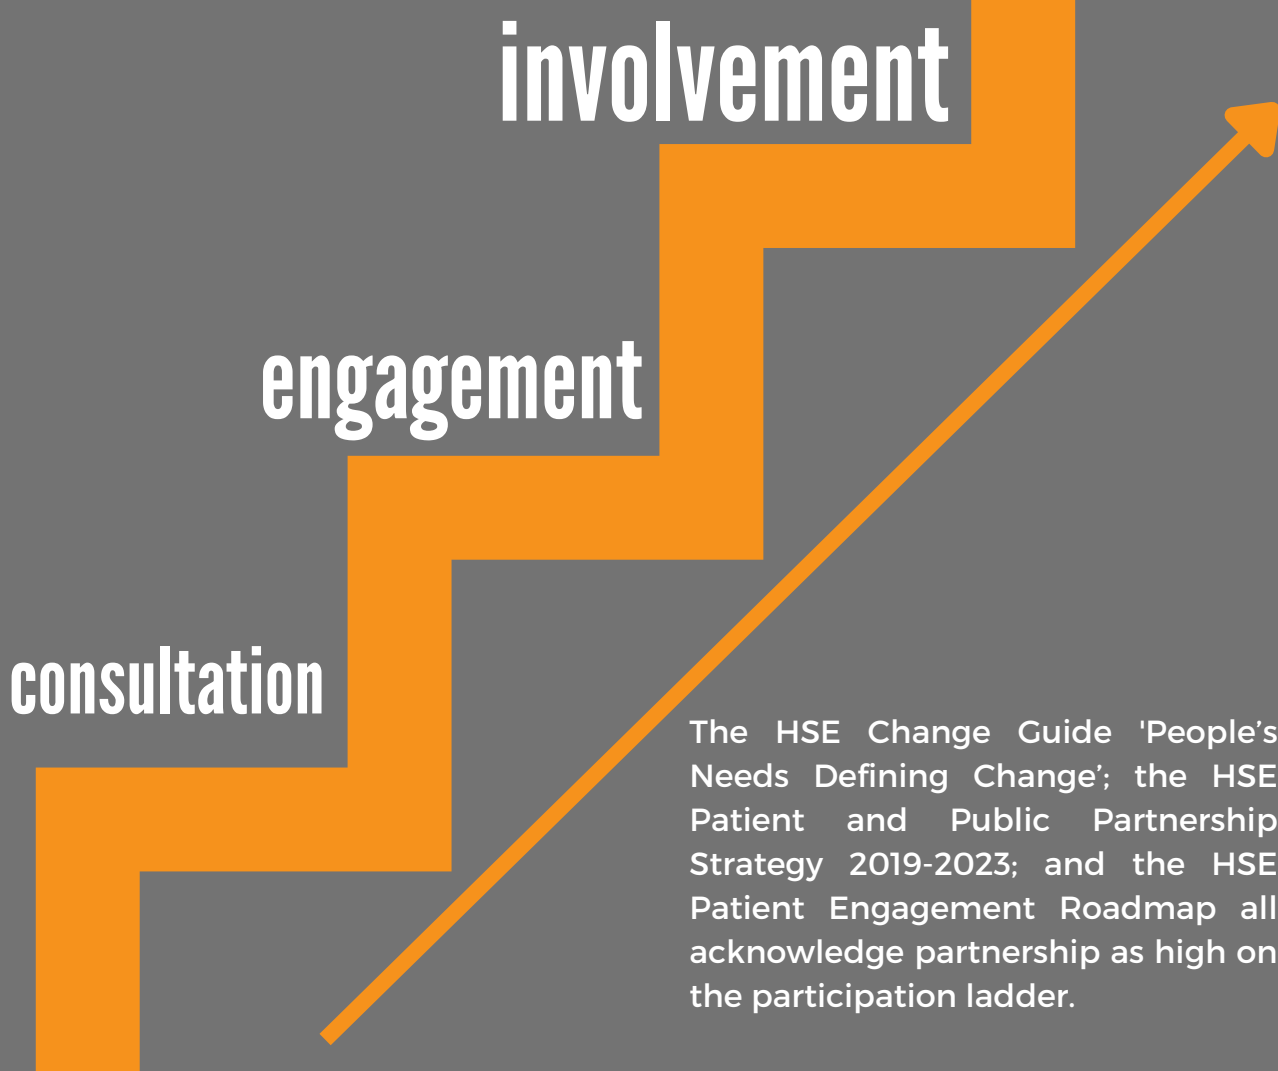 involvement
engagement
consultation
The HSE Change Guide 'People’s
Needs Defining Change’; the HSE
Patient and Public Partnership
Strategy 2019-2023; and the HSE
Patient Engagement Roadmap all
acknowledge partnership as high on
the participation ladder.